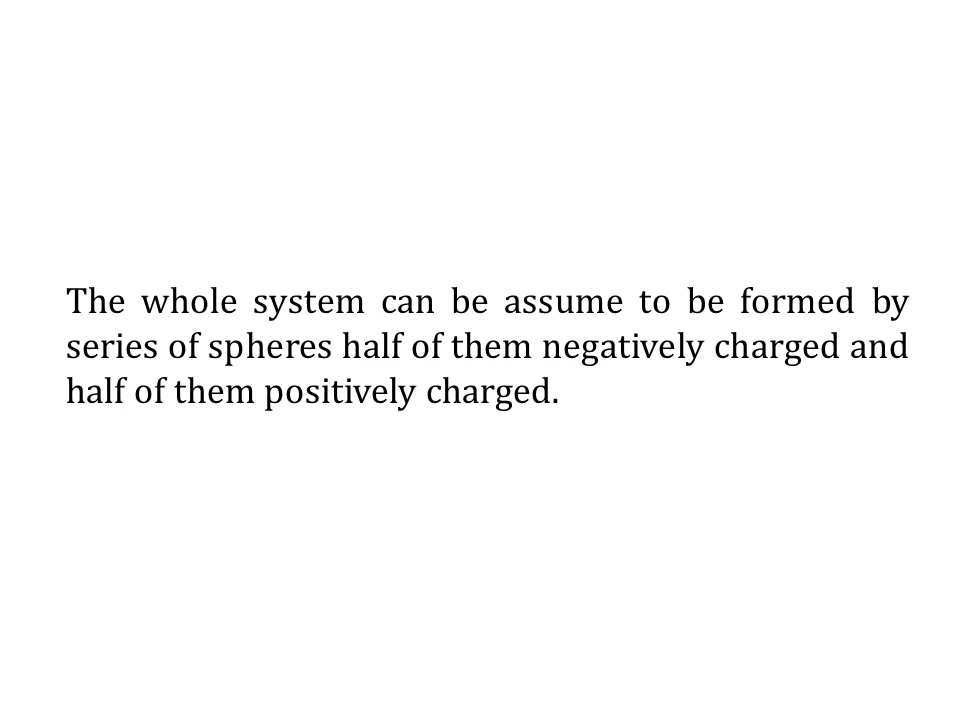 The whole system can be assume to be formed by
series of spheres half of them negatively charged and
half of them positively charged.